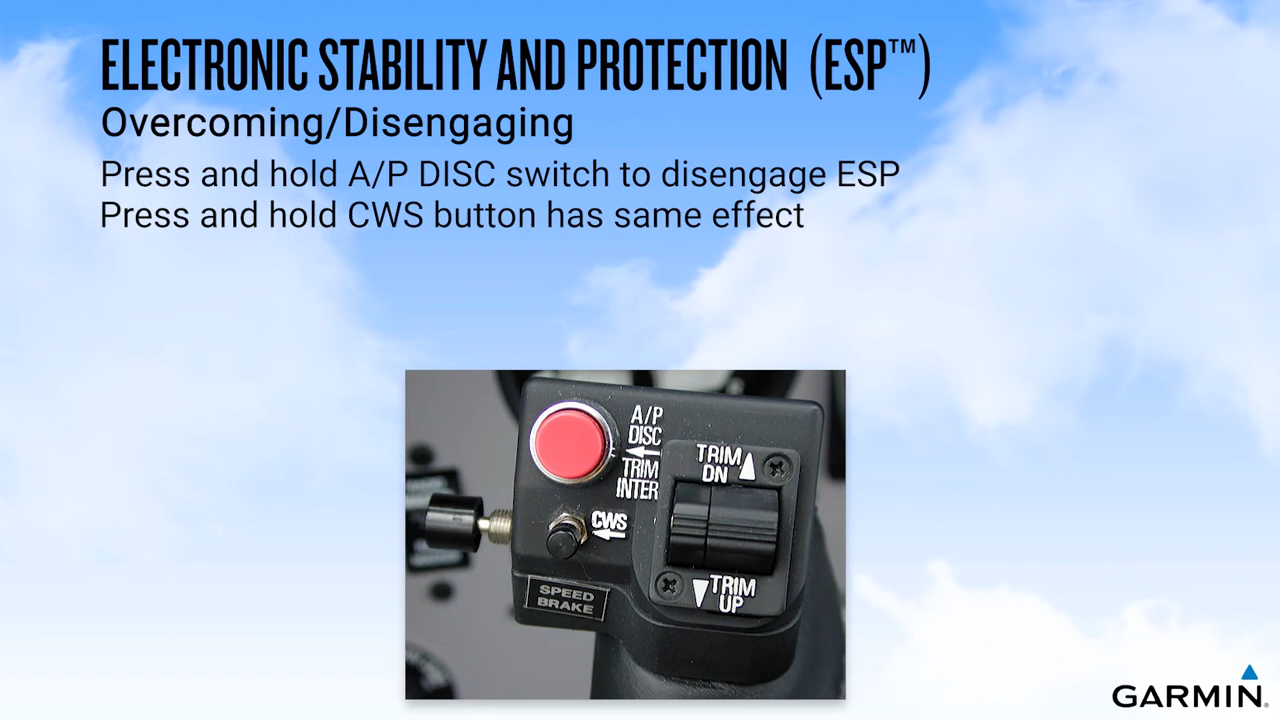 ELECTRONIC STABILITY AND PROTECTION (ESP™)
Overcoming/Disengaging
Press and hold A/P DISC switch to disengage ESP
Press and hold CWS button has same effect
A/P
DISC
TRIM
INTER
TRIM
DN
CWS
SPEED
BRAKE
TRIM
UP
GARMIN®